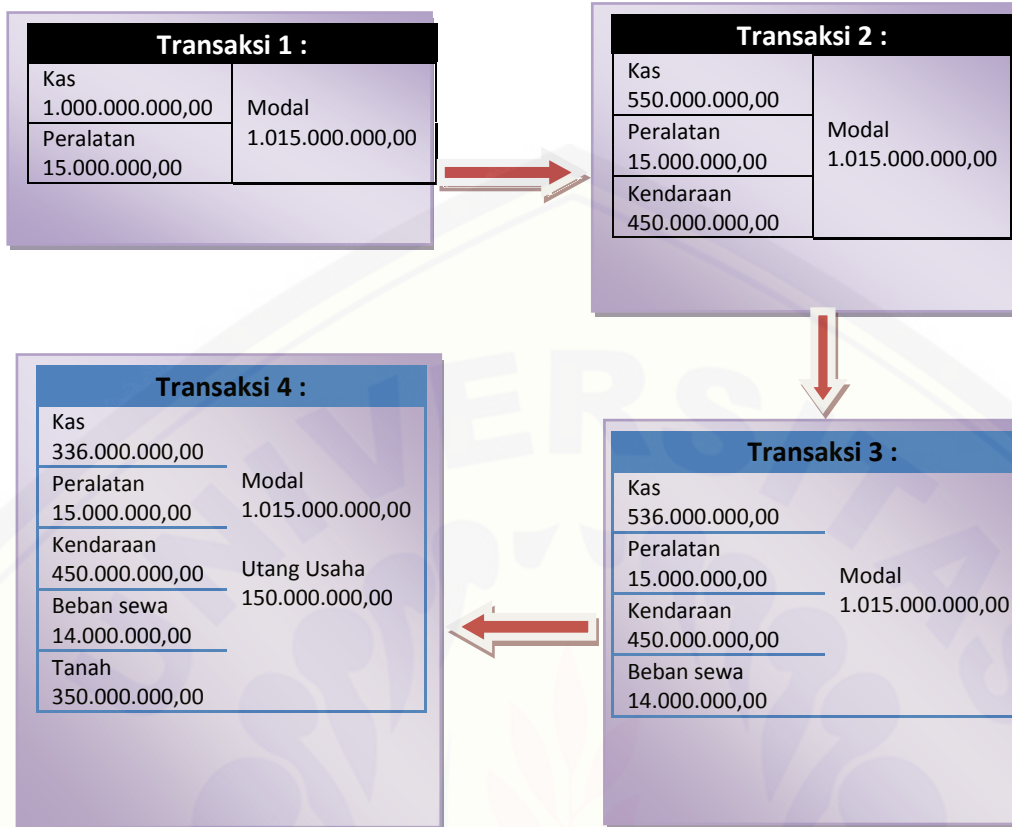 Transaksi 1 :
Kas
1.000.000.000,00
Peralatan
15.000.000,00
Modal
1.015.000.000,00
Transaksi 2 :
Kas
550.000.000,00
Peralatan
15.000.000,00
Kendaraan
450.000.000,00
Modal
1.015.000.000,00
Transaksi 3 :
Kas
536.000.000,00
Peralatan
15.000.000,00
Kendaraan
450.000.000,00
Beban sewa
14.000.000,00
Modal
1.015.000.000,00
Transaksi 4 :
Kas
336.000.000,00
Peralatan
15.000.000,00
Kendaraan
450.000.000,00
Beban sewa
14.000.000,00
Tanah
350.000.000,00
Modal
1.015.000.000,00
Utang Usaha
150.000.000,00
UNIVERSITAS